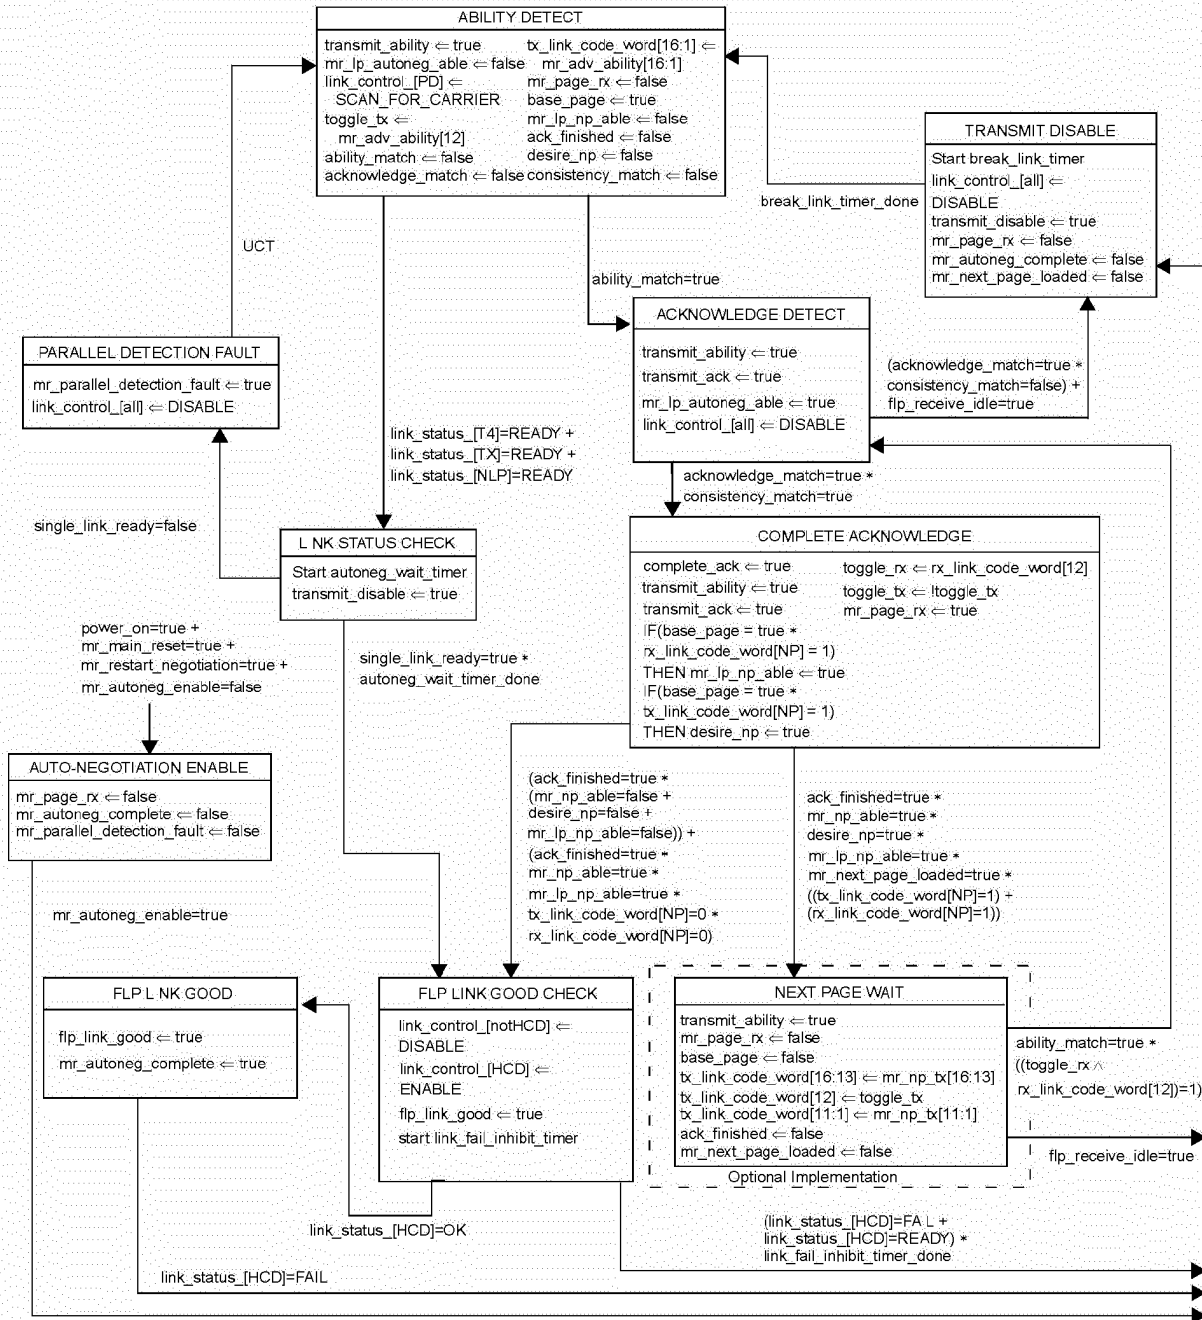 ABILITY DETECT
transmit_ability ⇐ true
mr_lp_autoneg_able ⇐ false
link_control_[PD] ⇐
SCAN_FOR_CARRIER
toggle_tx ⇐
mr_adv_ability[12]
ability_match ⇐ false
acknowledge_match ⇐ false
tx_link_code_word[16:1] ⇐
mr_adv_ability[16:1]
mr_page_rx ⇐ false
base_page ⇐ true
mr_lp_np_able ⇐ false
ack_finished ⇐ false
desire_np ⇐ false
consistency_match ⇐ false
TRANSMIT DISABLE
Start break_link_timer
link_control_[all] ⇐
DISABLE
transmit_disable ⇐ true
mr_page_rx ⇐ false
mr_autoneg_complete ⇐ false
mr_next_page_loaded ⇐ false
break_link_timer_done
UCT
ability_match=true
ACKNOWLEDGE DETECT
transmit_ability ⇐ true
transmit_ack ⇐ true
mr_lp_autoneg_able ⇐ true
link_control_[all] ⇐ DISABLE
(acknowledge_match=true *
consistency_match=false) +
flp_receive_idle=true
PARALLEL DETECTION FAULT
mr_parallel_detection_fault ⇐ true
link_control_[all] ⇐ DISABLE
link_status_[T4]=READY +
link_status_[TX]=READY +
link_status_[NLP]=READY
acknowledge_match=true *
consistency_match=true
single_link_ready=false
L NK STATUS CHECK
Start autoneg_wait_timer
transmit_disable ⇐ true
COMPLETE ACKNOWLEDGE
complete_ack ⇐ true
transmit_ability ⇐ true
transmit_ack ⇐ true
IF(base_page = true *
rx_link_code_word[NP] = 1)
THEN mr_lp_np_able ⇐ true
IF(base_page = true *
tx_link_code_word[NP] = 1)
THEN desire_np ⇐ true
toggle_rx ⇐ rx_link_code_word[12]
toggle_tx ⇐ !toggle_tx
mr_page_rx ⇐ true
power_on=true +
mr_main_reset=true +
mr_restart_negotiation=true +
mr_autoneg_enable=false
single_link_ready=true *
autoneg_wait_timer_done
AUTO-NEGOTIATION ENABLE
mr_page_rx ⇐ false
mr_autoneg_complete ⇐ false
mr_parallel_detection_fault ⇐ false
(ack_finished=true *
(mr_np_able=false +
desire_np=false +
mr_lp_np_able=false)) +
(ack_finished=true *
mr_np_able=true *
mr_lp_np_able=true *
tx_link_code_word[NP]=0 *
rx_link_code_word[NP]=0)
ack_finished=true *
mr_np_able=true *
desire_np=true *
mr_lp_np_able=true *
mr_next_page_loaded=true *
((tx_link_code_word[NP]=1) +
(rx_link_code_word[NP]=1))
mr_autoneg_enable=true
FLP L NK GOOD
flp_link_good ⇐ true
mr_autoneg_complete ⇐ true
FLP LINK GOOD CHECK
link_control_[notHCD] ⇐
DISABLE
link_control_[HCD] ⇐
ENABLE
flp_link_good ⇐ true
start link_fail_inhibit_timer
NEXT PAGE WAIT
transmit_ability ⇐ true
mr_page_rx ⇐ false
base_page ⇐ false
tx_link_code_word[16:13] ⇐ mr_np_tx[16:13]
tx_link_code_word[12] ⇐ toggle_tx
tx_link_code_word[11:1] ⇐ mr_np_tx[11:1]
ack_finished ⇐ false
mr_next_page_loaded ⇐ false
Optional Implementation
ability_match=true *
((toggle_rx ^
rx_link_code_word[12])=1)
flp_receive_idle=true
link_status_[HCD]=OK
(link_status_[HCD]=FA L +
link_status_[HCD]=READY) *
link_fail_inhibit_timer_done
link_status_[HCD]=FAIL